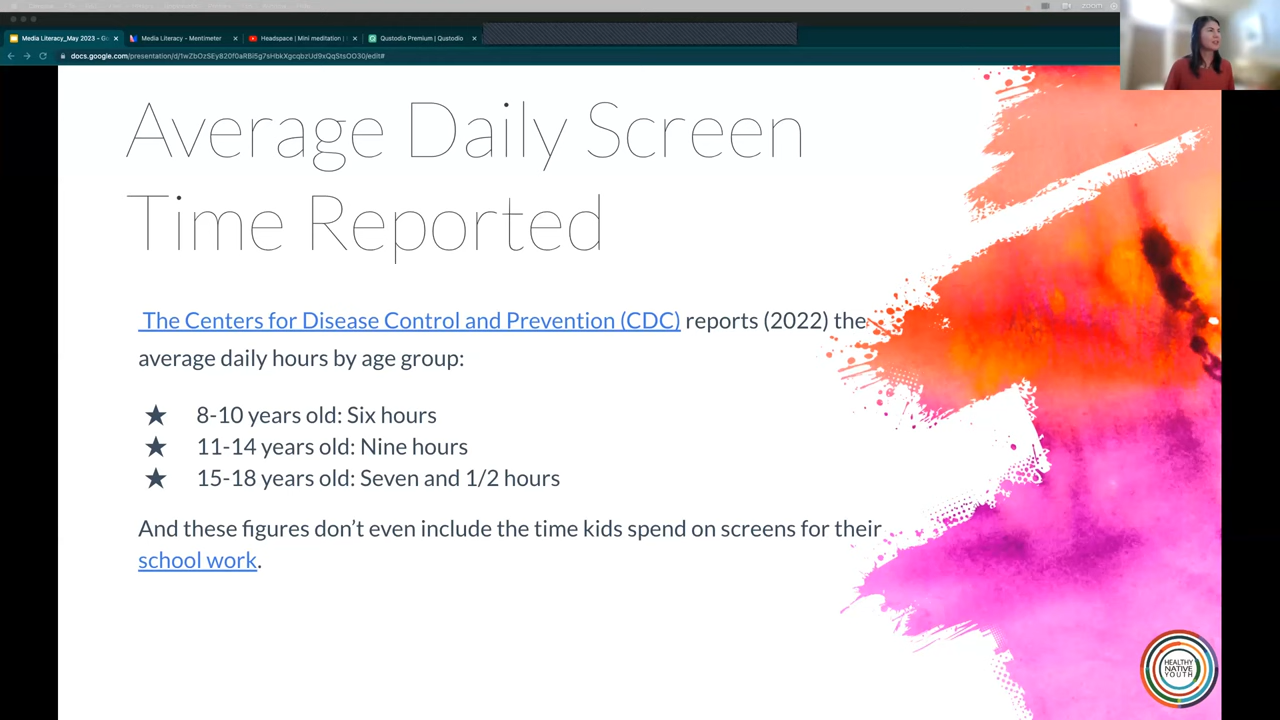 zoom
Media Literacy_May 2023 - Go
Media Literacy - Mentimeter
Headspace | Mini meditation |
Qustodio Premium | Qustodio
Average Daily Screen
Time Reported
The Centers for Disease Control and Prevention (CDC) reports (2022) the
average daily hours by age group:
★ 8-10 years old: Six hours
★ 11-14 years old: Nine hours
★ 15-18 years old: Seven and 1/2 hours
And these figures don’t even include the time kids spend on screens for their
school work.
HEALTHY
NATIVE
YOUTH